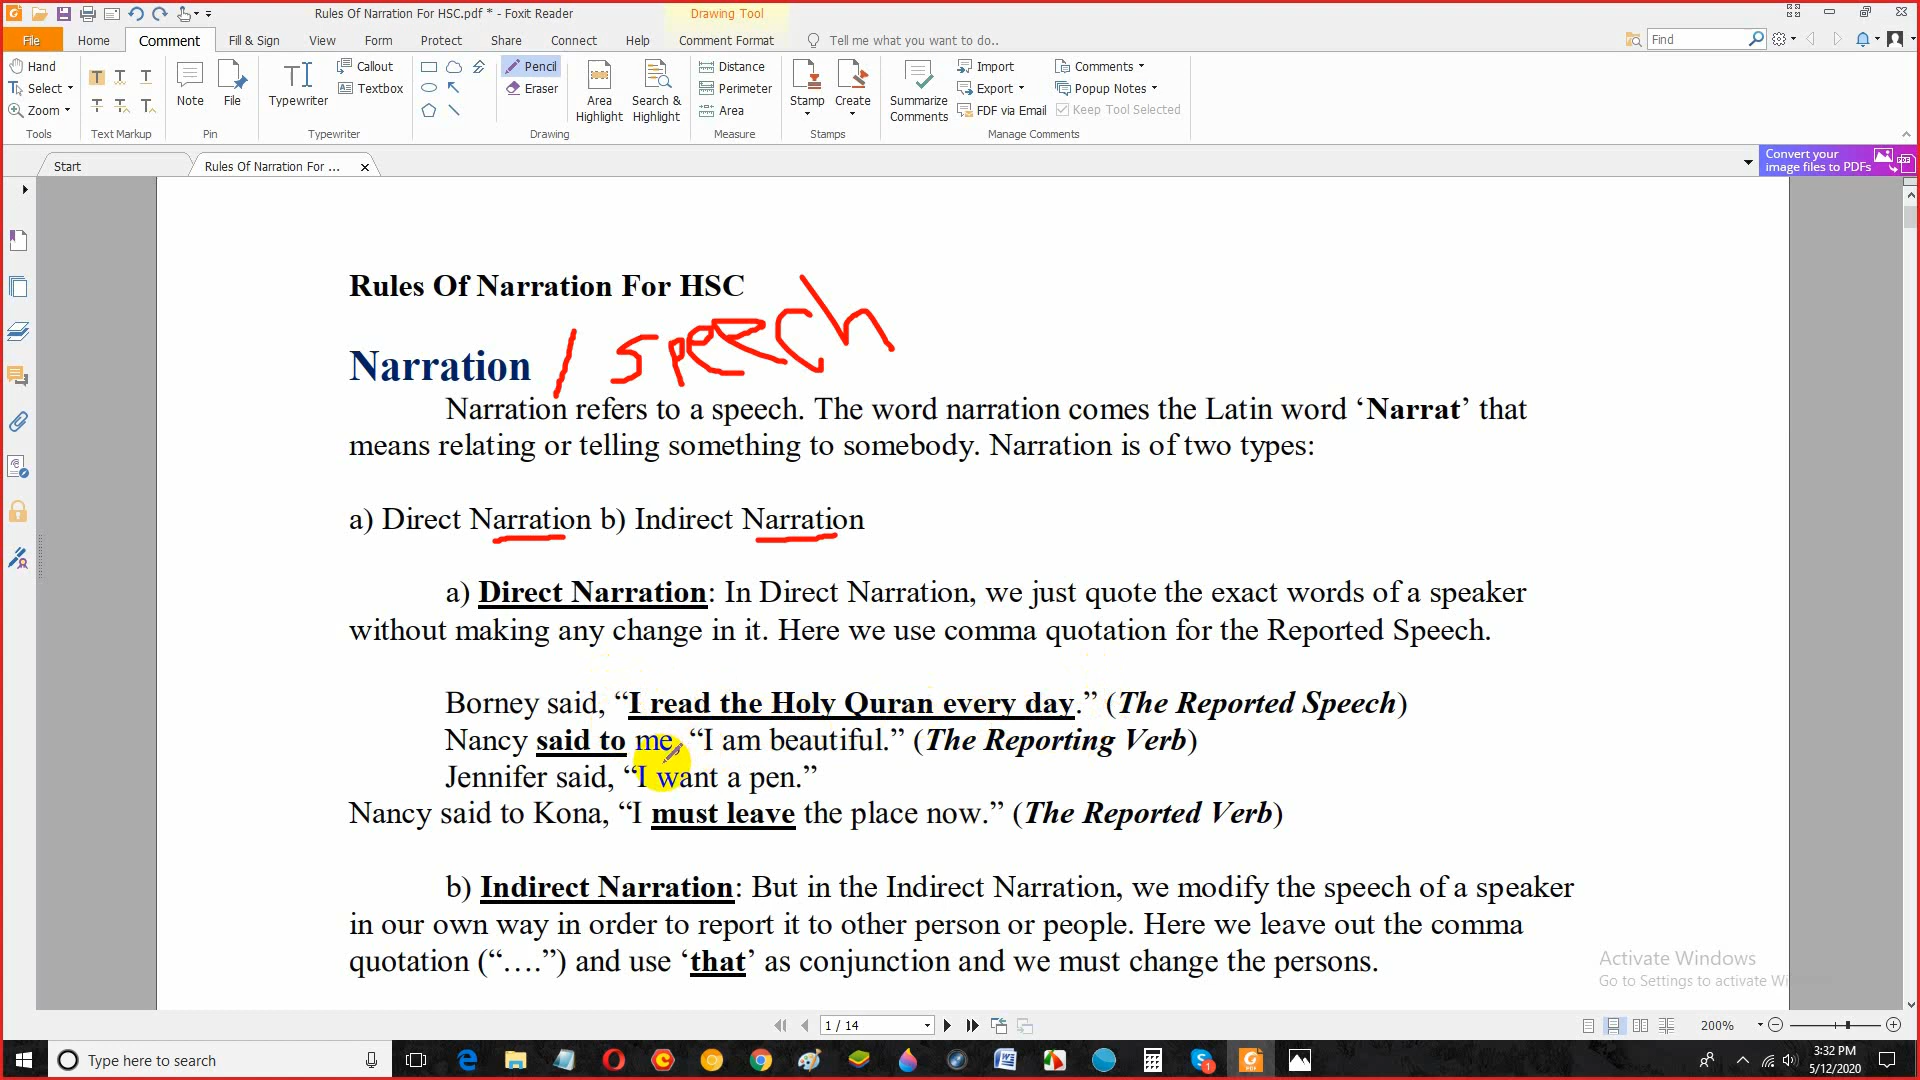 Rules Of Narration For HSC.pdf * - Foxit Reader
Drawing Tool
File Home Comment Fill & Sign View Form Protect Share Connect Help Comment Format Tell me what you want to do.. Find
Hand
Select
Zoom
Tools
Text Markup
Note
File
Pin
Typewriter
Callout
Textbox
Typewriter
Pencil
Eraser
Area Highlight
Search & Highlight
Drawing
Distance
Perimeter
Area
Measure
Stamp
Create
Stamps
Summarize Comments
Import
Export
FDF via Email
Comments
Popup Notes
Keep Tool Selected
Manage Comments
Start
Rules Of Narration For ...
Convert your
image files to PDFs
Rules Of Narration For HSC
Narration / speech
Narration refers to a speech. The word narration comes the Latin word ‘Narrat’ that
means relating or telling something to somebody. Narration is of two types:
a) Direct Narration b) Indirect Narration
a) Direct Narration: In Direct Narration, we just quote the exact words of a speaker
without making any change in it. Here we use comma quotation for the Reported Speech.
Borney said, “I read the Holy Quran every day.” (The Reported Speech)
Nancy said to me, “I am beautiful.” (The Reporting Verb)
Jennifer said, “I want a pen.”
Nancy said to Kona, “I must leave the place now.” (The Reported Verb)
b) Indirect Narration: But in the Indirect Narration, we modify the speech of a speaker
in our own way in order to report it to other person or people. Here we leave out the comma
quotation (“….”) and use ‘that’ as conjunction and we must change the persons.
Activate Windows
Go to Settings to activate Wi
1 / 14
200%
Type here to search
3:32 PM
5/12/2020